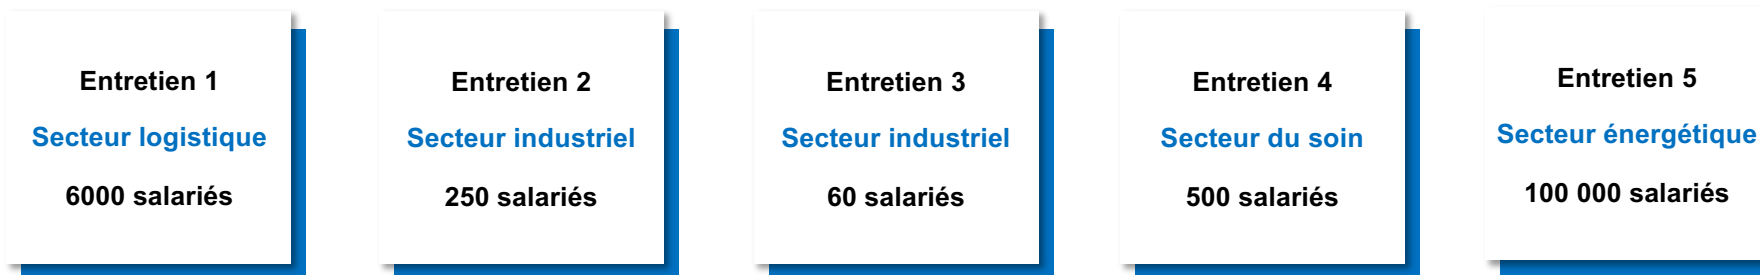 Entretien 1
Secteur logistique
6000 salariés
Entretien 2
Secteur industriel
250 salariés
Entretien 3
Secteur industriel
60 salariés
Entretien 4
Secteur du soin
500 salariés
Entretien 5
Secteur énergétique
100 000 salariés